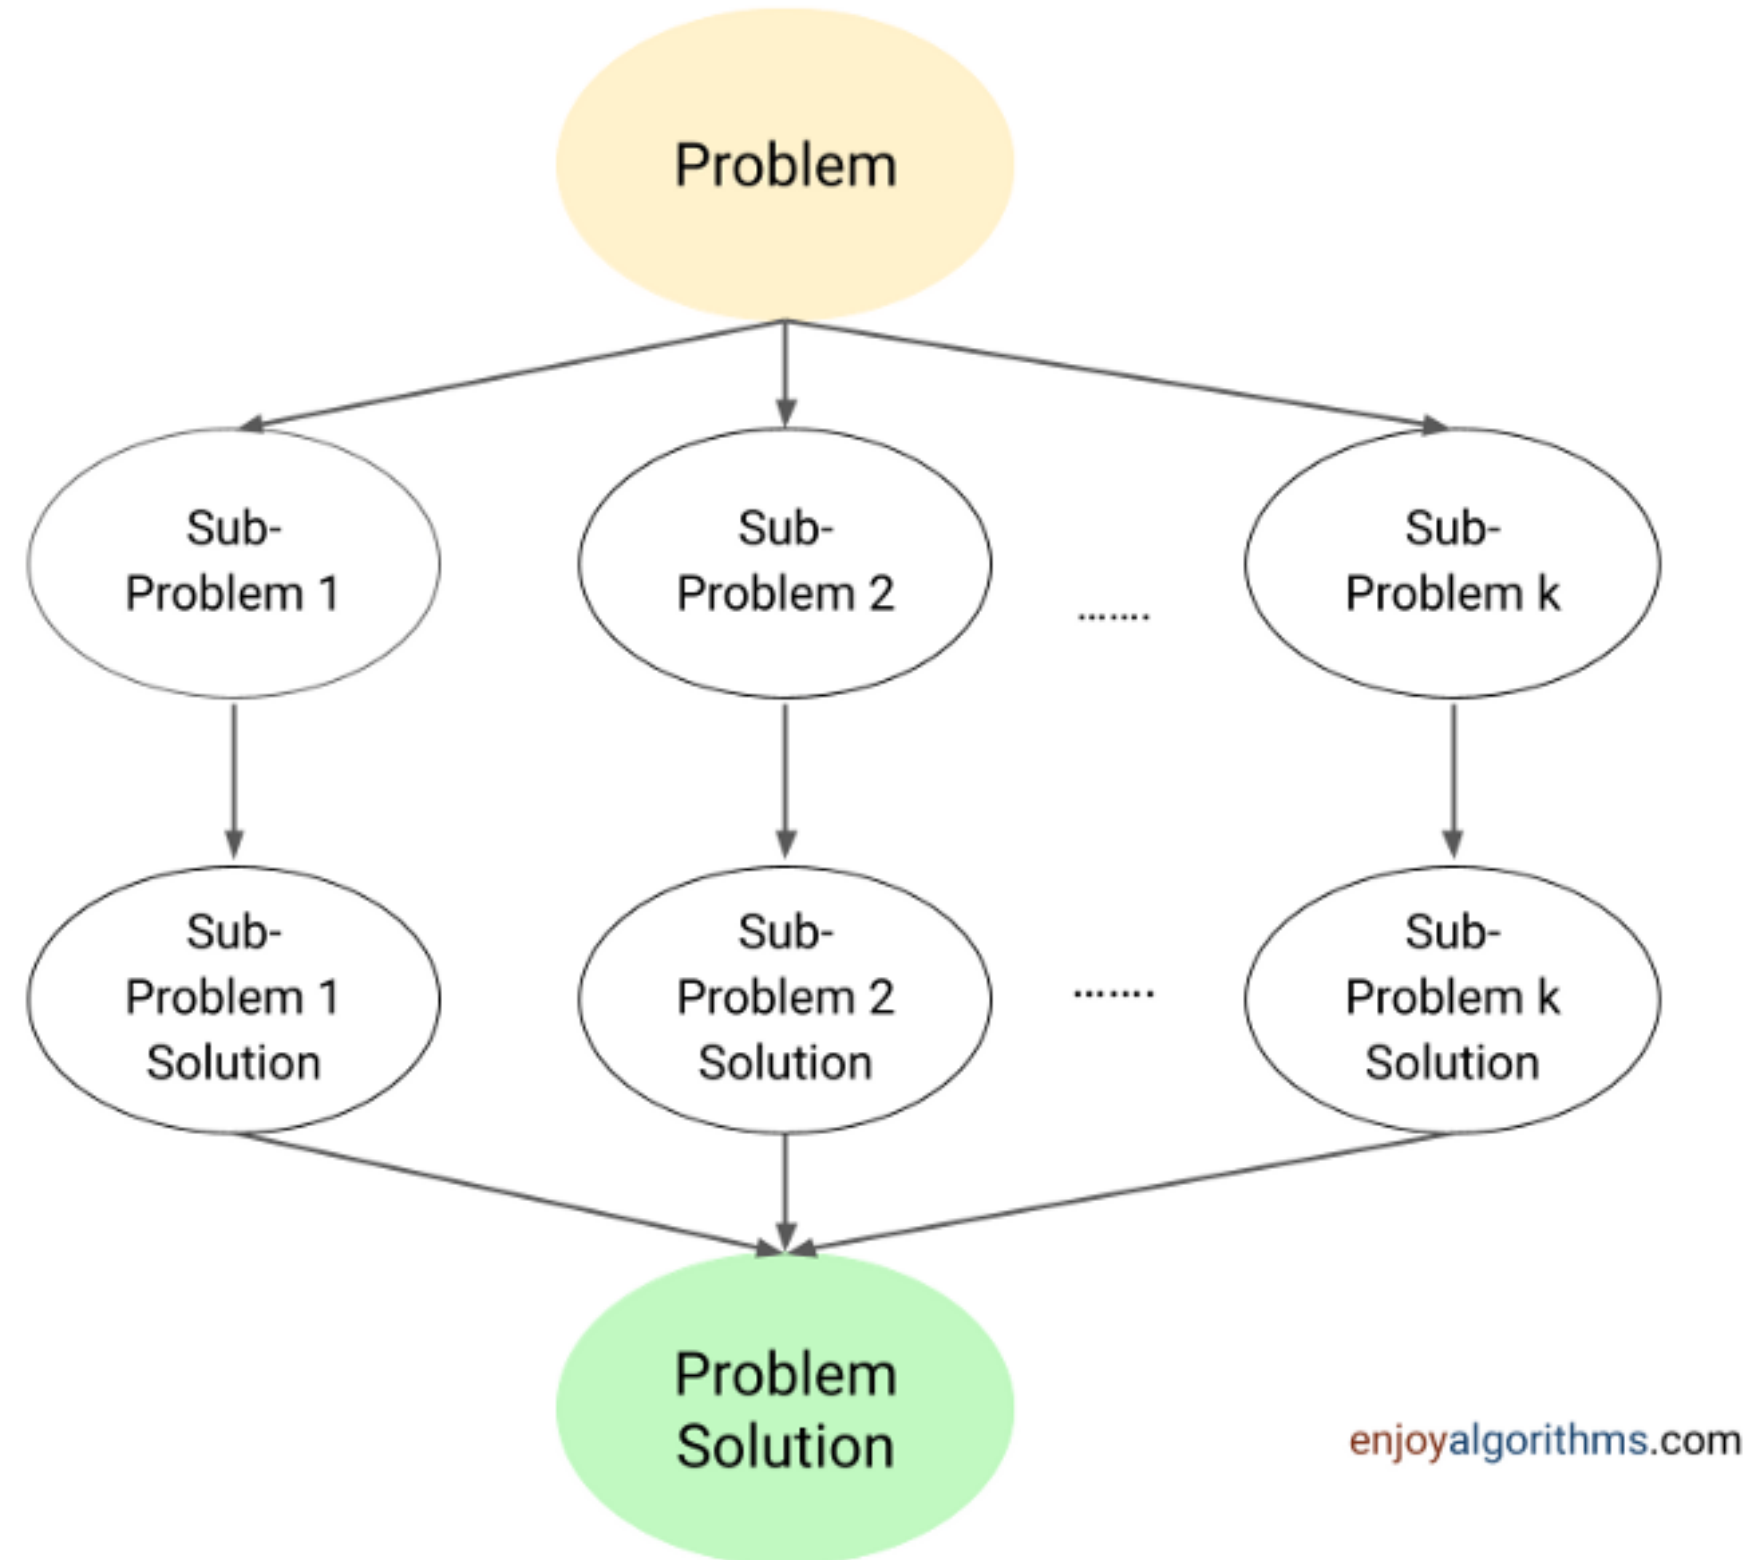 Problem
Sub-
Problem 1
Sub-
Problem 2
.......
Sub-
Problem k
Sub-
Problem 1
Solution
Sub-
Problem 2
Solution
.......
Sub-
Problem k
Solution
Problem
Solution
enjoyalgorithms.com